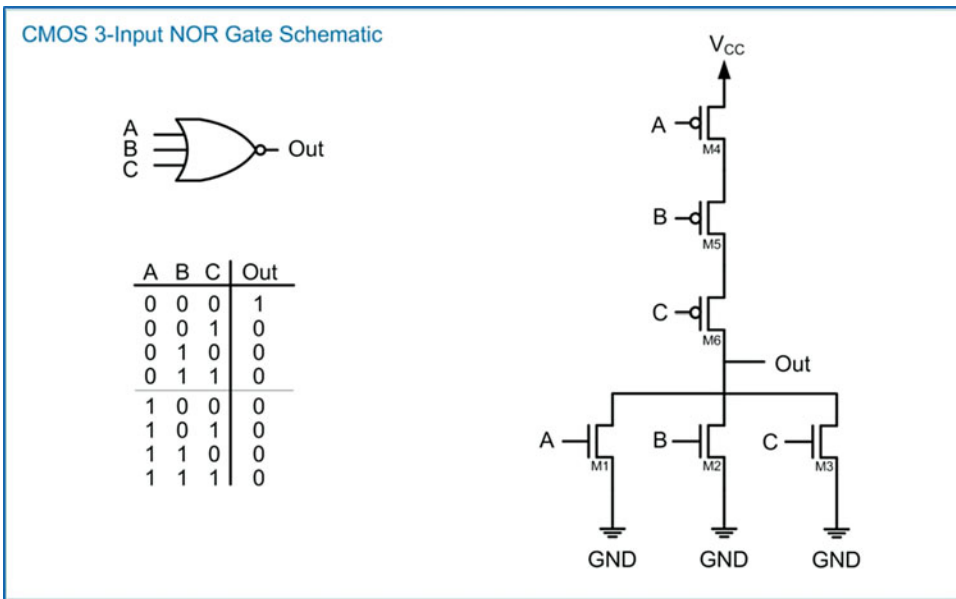 CMOS 3-Input NOR Gate Schematic
A
B
C
Out
A B C Out
0 0 0 1
0 0 1 0
0 1 0 0
0 1 1 0
1 0 0 0
1 0 1 0
1 1 0 0
1 1 1 0
VCC
A
M4
B
M5
C
M6
Out
A
M1
B
M2
C
M3
GND
GND
GND